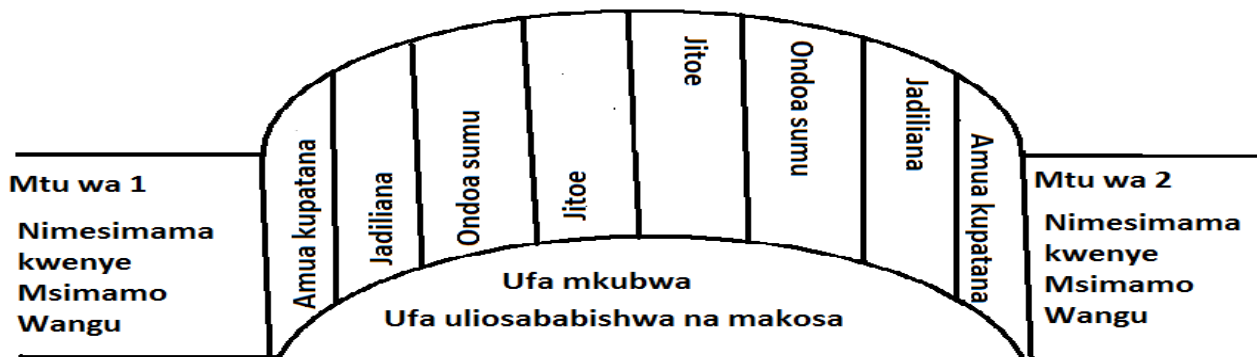 Mtu wa 1
Nimesimama
kwenye
Msimamo
Wangu
Amua kupatana
Jadiliana
Ondoa sumu
Jitoe
Jitoe
Ondoa sumu
Jadiliana
Amua kupatana
Ufa mkubwa
Ufa uliosababishwa na makosa
Mtu wa 2
Nimesimama
kwenye
Msimamo
Wangu